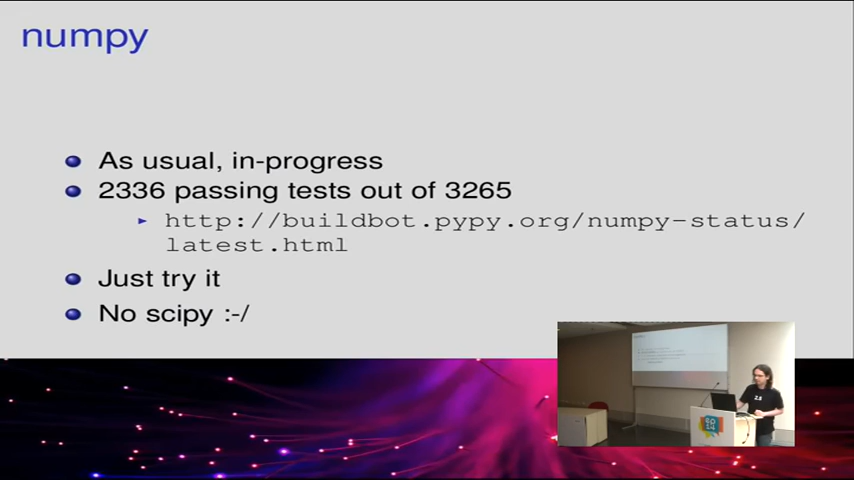 numpy
As usual, in-progress
2336 passing tests out of 3265
http://buildbot.pypy.org/numpy-status/
latest.html
Just try it
No scipy :-/